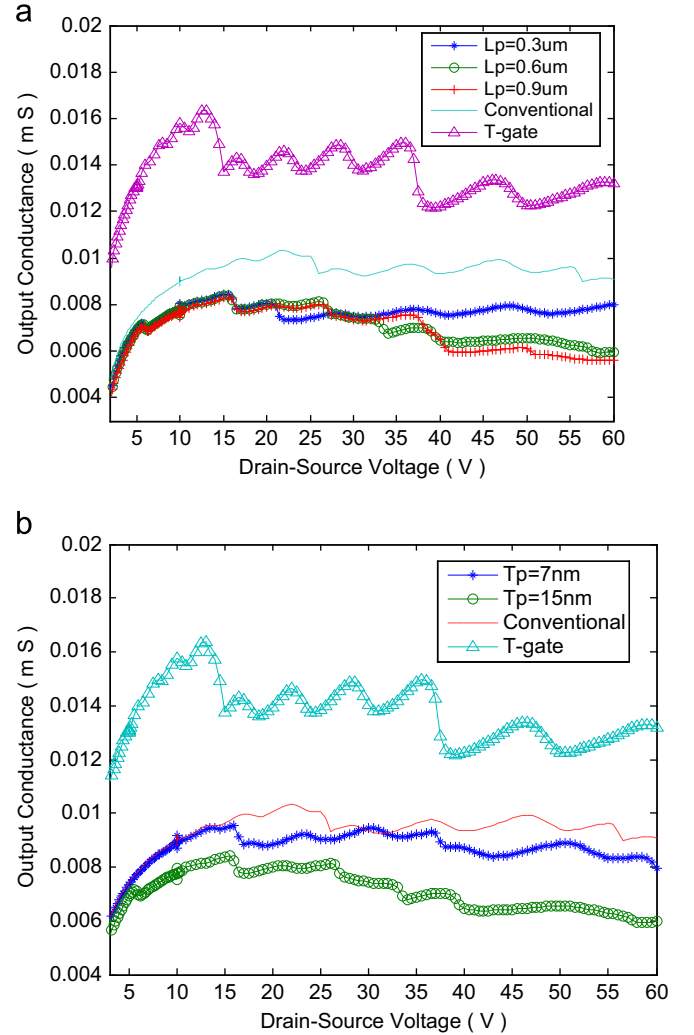 a
0.02
0.018
0.016
0.014
0.012
0.01
0.008
0.006
0.004
Output Conductance ( m S )
Lp=0.3um
Lp=0.6um
Lp=0.9um
Conventional
T-gate
5 10 15 20 25 30 35 40 45 50 55 60
Drain-Source Voltage ( V )
b
0.02
0.018
0.016
0.014
0.012
0.01
0.008
0.006
0.004
Output Conductance ( m S )
Tp=7nm
Tp=15nm
Conventional
T-gate
5 10 15 20 25 30 35 40 45 50 55 60
Drain-Source Voltage ( V )